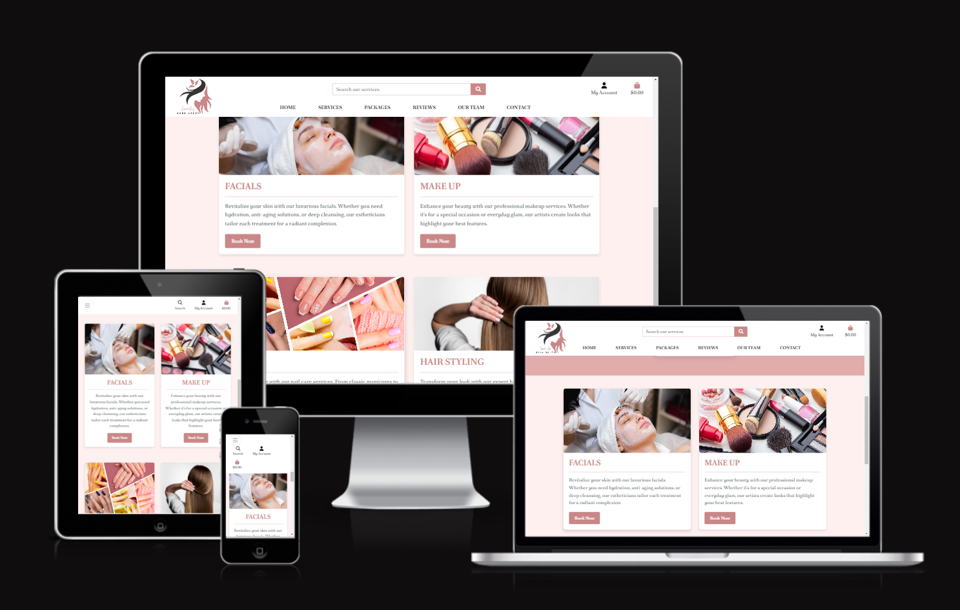 Search our services
My Account
$0.00
HOME SERVICES PACKAGES REVIEWS OUR TEAM CONTACT
FACIALS
Revitalize your skin with our luxurious facials. Whether you need
hydration, anti-aging solutions, or deep cleansing, our estheticians
tailor each treatment for a radiant complexion.
Book Now
MAKE UP
Enhance your beauty with our professional makeup services. Whether
it's for a special occasion or everyday glam, our artists create looks that
highlight your best features.
Book Now
with our nail care services. From classic manicures to
HAIR STYLING
Transform your look with our expert
Search
My Account
$0.00
FACIALS
Revitalize your skin with our
luxurious facials. Whether you need
hydration, anti-aging solutions, or
deep cleansing, our estheticians
tailor each treatment for a radiant
complexion.
Book Now
MAKE UP
Enhance your beauty with our
professional makeup services.
Whether it's for a special occasion
or everyday glam, our artists create
looks that highlight your best
features.
Book Now
Search
My Account
$0.00
FACIALS
Revitalize your skin with our
luxurious facials. Whether you
Search our services
My Account
$0.00
HOME SERVICES PACKAGES REVIEWS OUR TEAM CONTACT
FACIALS
Revitalize your skin with our luxurious facials.
Whether you need hydration, anti-aging solutions, or
deep cleansing, our estheticians tailor each treatment
for a radiant complexion.
Book Now
MAKE UP
Enhance your beauty with our professional makeup
services. Whether it's for a special occasion or
everyday glam, our artists create looks that highlight
your best features.
Book Now